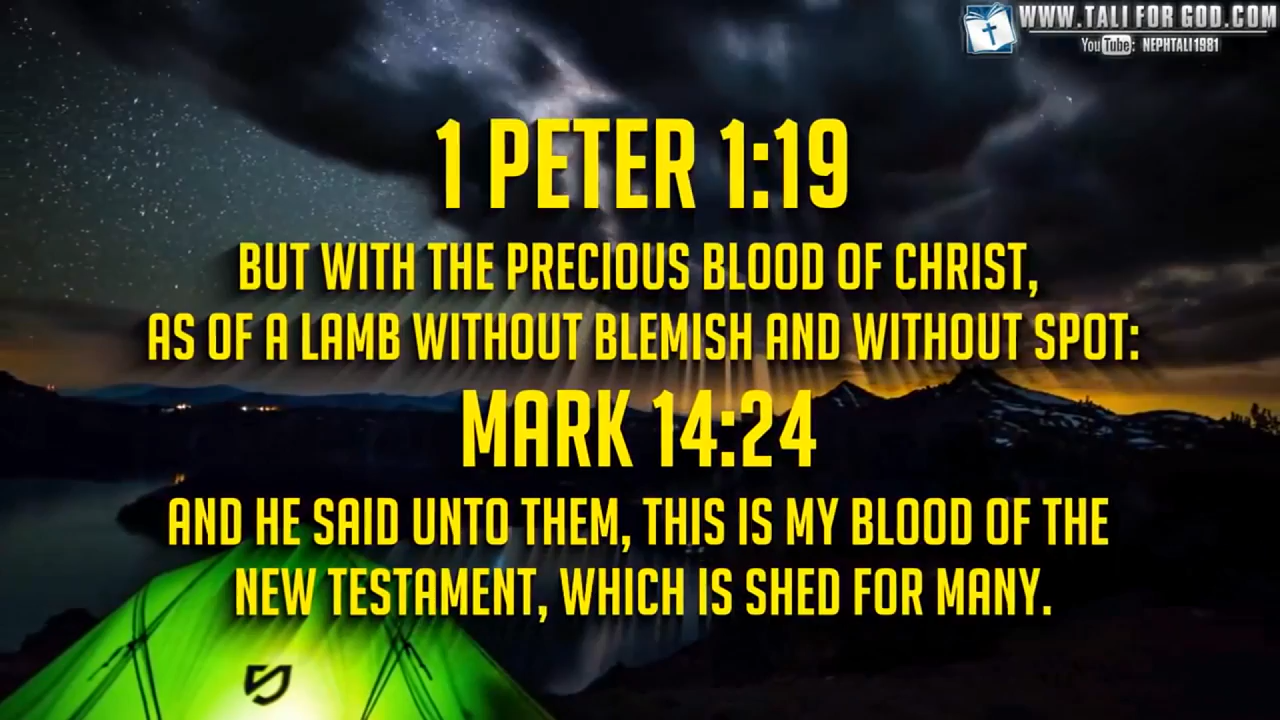 WWW.TALI FOR GOD.COM
YouTube: NEPHTALI1981
1 PETER 1:19
BUT WITH THE PRECIOUS BLOOD OF CHRIST,
AS OF A LAMB WITHOUT BLEMISH AND WITHOUT SPOT:
MARK 14:24
AND HE SAID UNTO THEM, THIS IS MY BLOOD OF THE
NEW TESTAMENT, WHICH IS SHED FOR MANY.